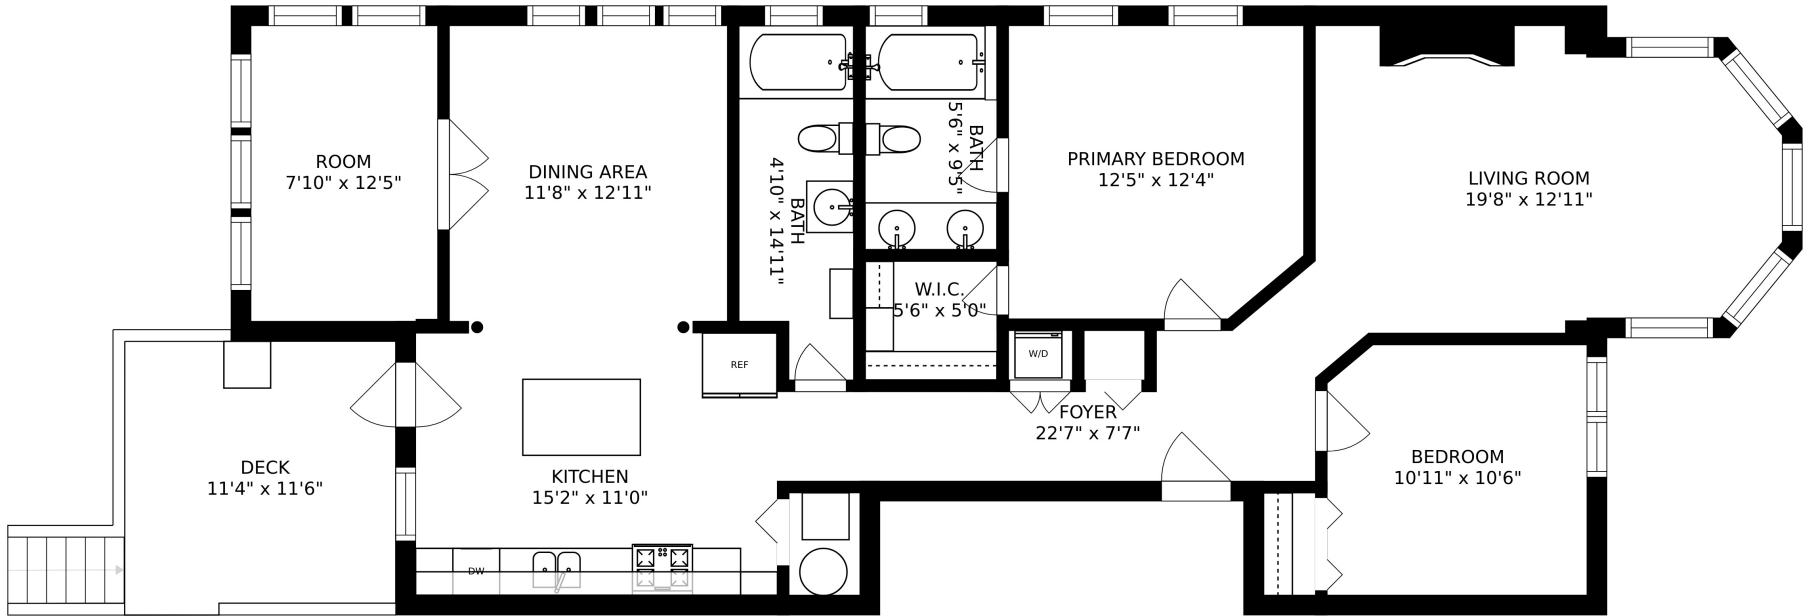 ROOM
7'10" x 12'5"
DINING AREA
11'8" x 12'11"
BATH
4'10" x 14'11"
BATH
5'6" x 9'5"
PRIMARY BEDROOM
12'5" x 12'4"
LIVING ROOM
19'8" x 12'11"
W.I.C.
5'6" x 5'0"
REF
W/D
FOYER
22'7" x 7'7"
DECK
11'4" x 11'6"
KITCHEN
15'2" x 11'0"
BEDROOM
10'11" x 10'6"
DW